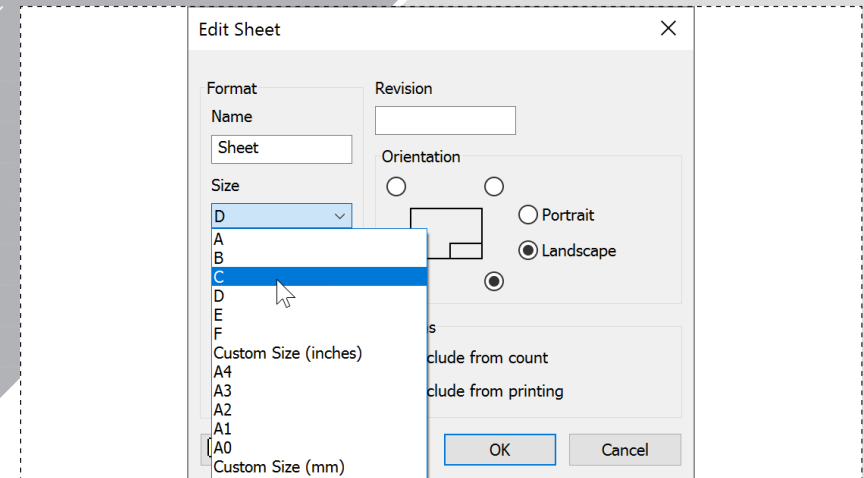 Edit Sheet
Format
Revision
Name
Sheet
Orientation
Size
D
Portrait
A
Landscape
B
C
D
E
F
s
Custom Size (inches)
clude from count
A4
A3
clude from printing
A2
A1
A0
OK
Cancel
Custom Size (mm)